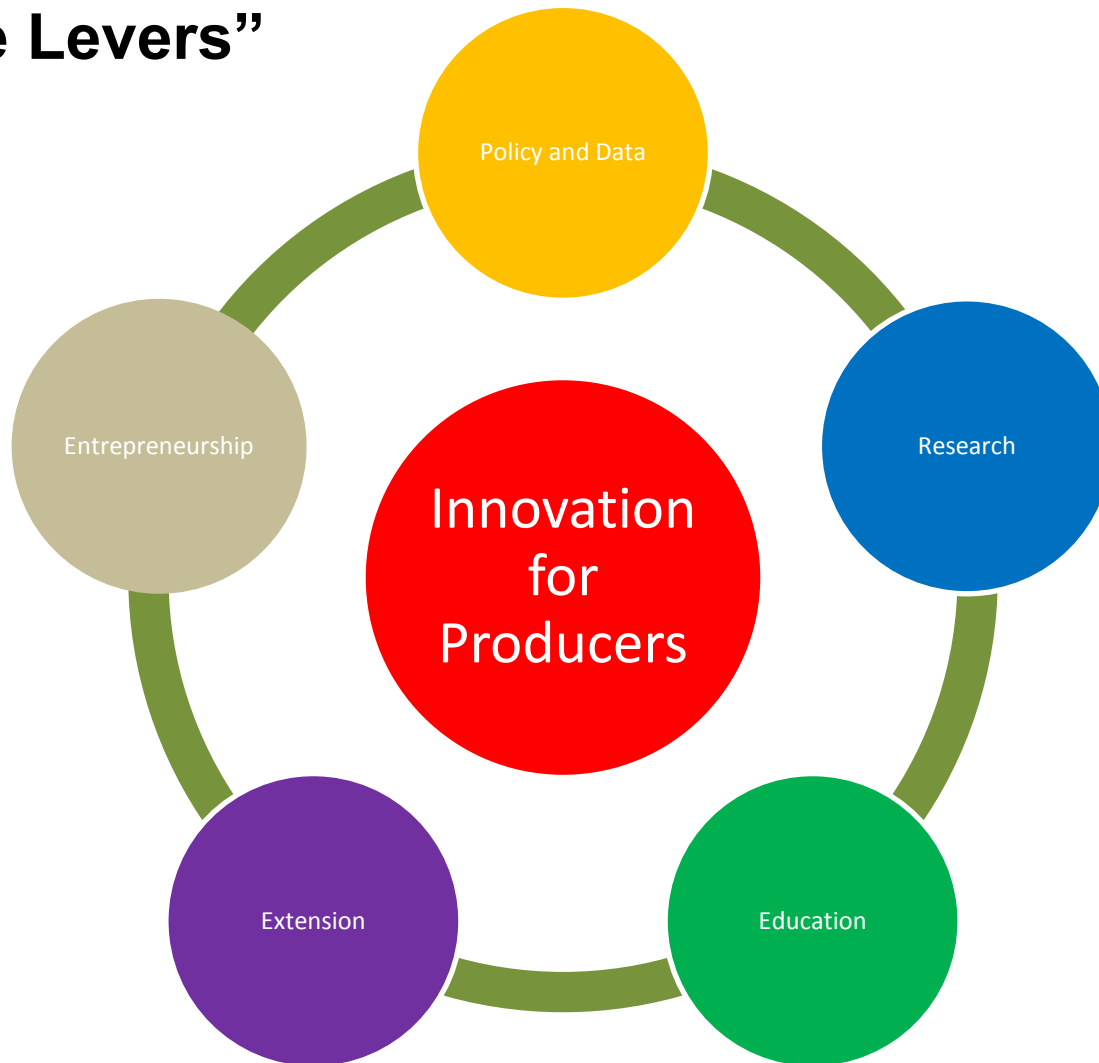 e Levers”
Policy and Data
Entrepreneurship
Research
Innovation
for
Producers
Extension
Education